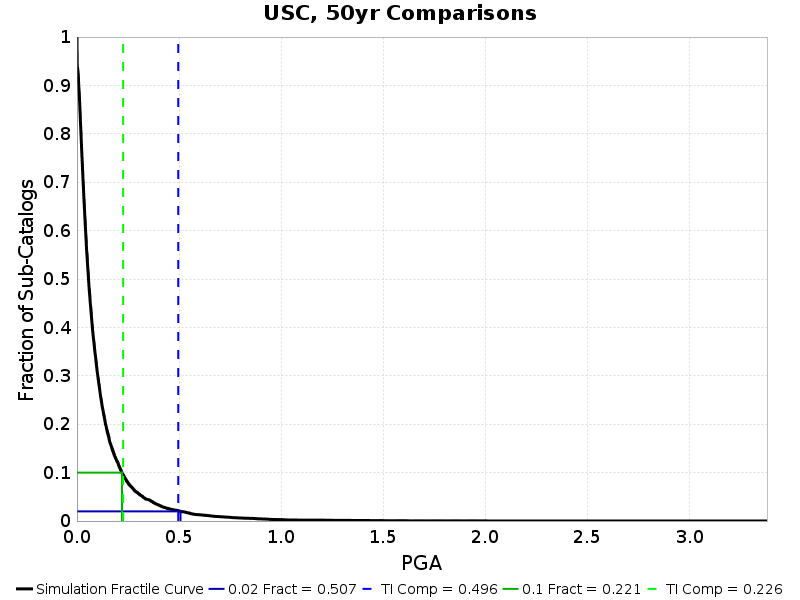 USC, 50yr Comparisons
1
0.9
0.8
0.7
0.6
0.5
0.4
0.3
0.2
0.1
0
Fraction of Sub-Catalogs
0.0 0.5 1.0 1.5 2.0 2.5 3.0
PGA
Simulation Fractile Curve 0.02 Fract = 0.507 TI Comp = 0.496 0.1 Fract = 0.221 TI Comp = 0.226